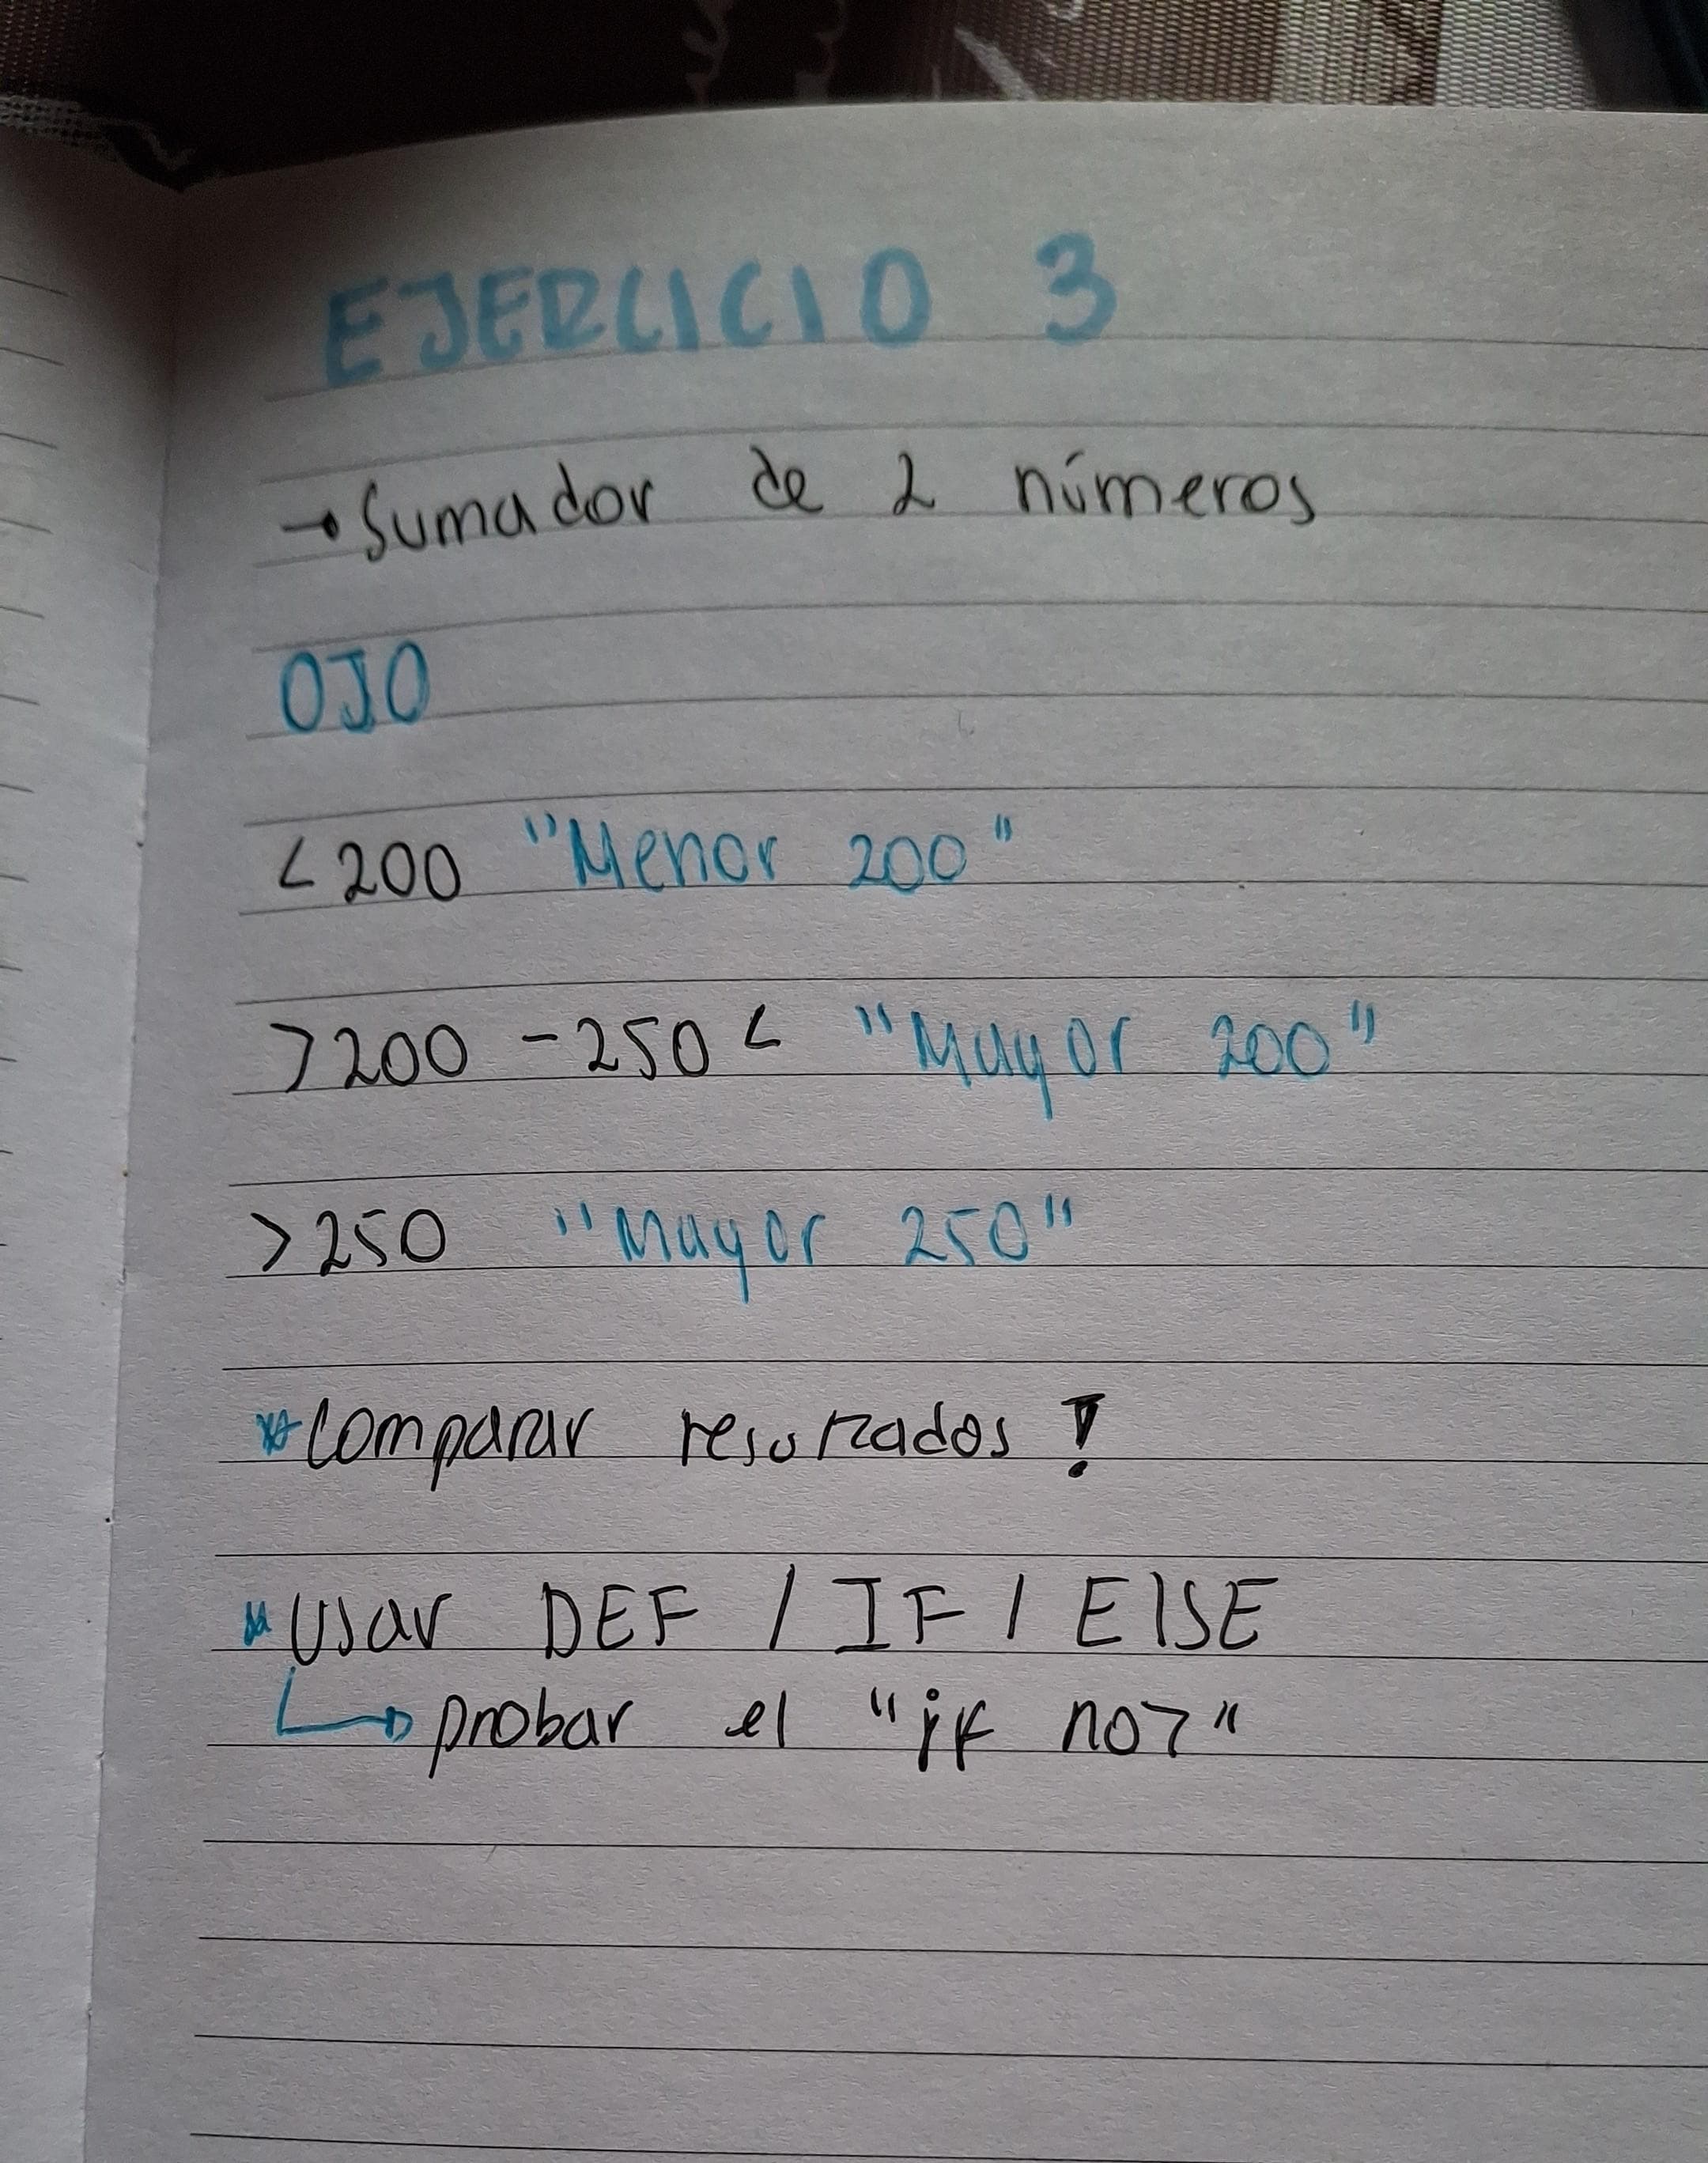 EJERCICIO 3
→ Sumador de 2 números
OJO
< 200 "Menor 200"
> 200 - 250 < "Mayor 200"
> 250 "Mayor 250"
* Comparar resultados !
* Usar DEF / IF / ElSE
↳ probar el "if not"